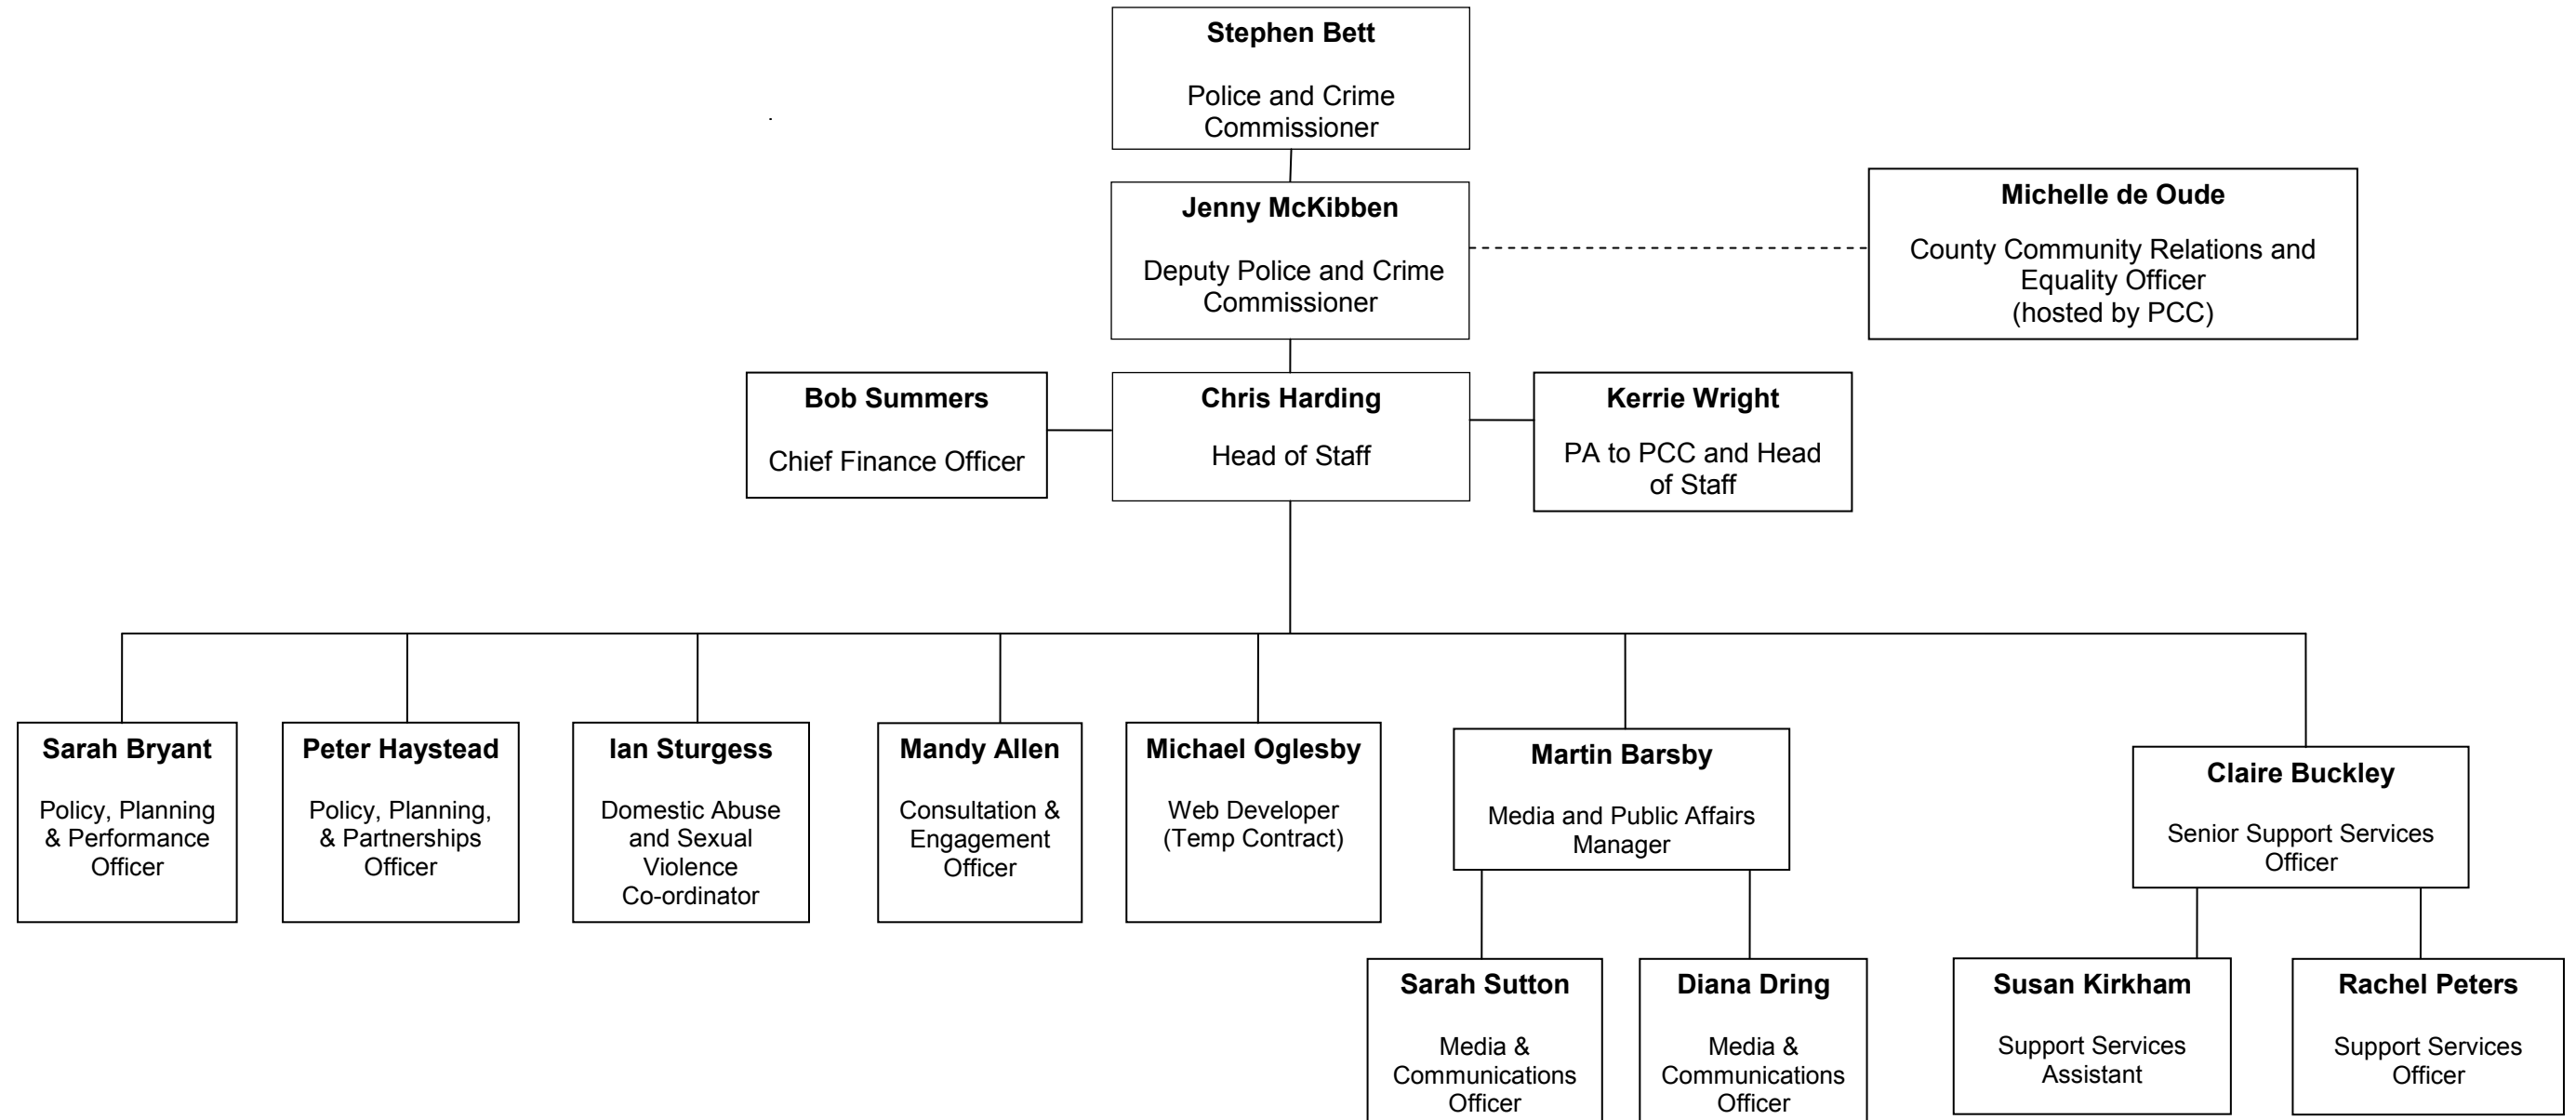 Stephen Bett
Police and Crime
Commissioner
Jenny McKibben
Deputy Police and Crime
Commissioner
Michelle de Oude
County Community Relations and
Equality Officer
(hosted by PCC)
Bob Summers
Chief Finance Officer
Chris Harding
Head of Staff
Kerrie Wright
PA to PCC and Head
of Staff
Sarah Bryant
Policy, Planning
& Performance
Officer
Peter Haystead
Policy, Planning,
& Partnerships
Officer
Ian Sturgess
Domestic Abuse
and Sexual
Violence
Co-ordinator
Mandy Allen
Consultation &
Engagement
Officer
Michael Oglesby
Web Developer
(Temp Contract)
Martin Barsby
Media and Public Affairs
Manager
Claire Buckley
Senior Support Services
Officer
Sarah Sutton
Media &
Communications
Officer
Diana Dring
Media &
Communications
Officer
Susan Kirkham
Support Services
Assistant
Rachel Peters
Support Services
Officer